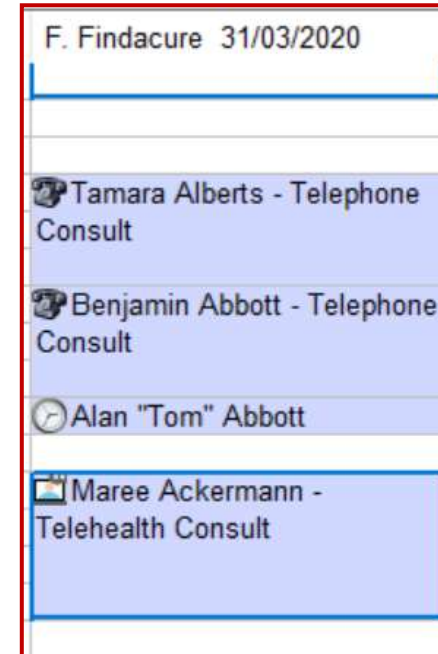 F. Findacure 31/03/2020
Tamara Alberts - Telephone
Consult
Benjamin Abbott - Telephone
Consult
Alan "Tom" Abbott
Maree Ackermann -
Telehealth Consult